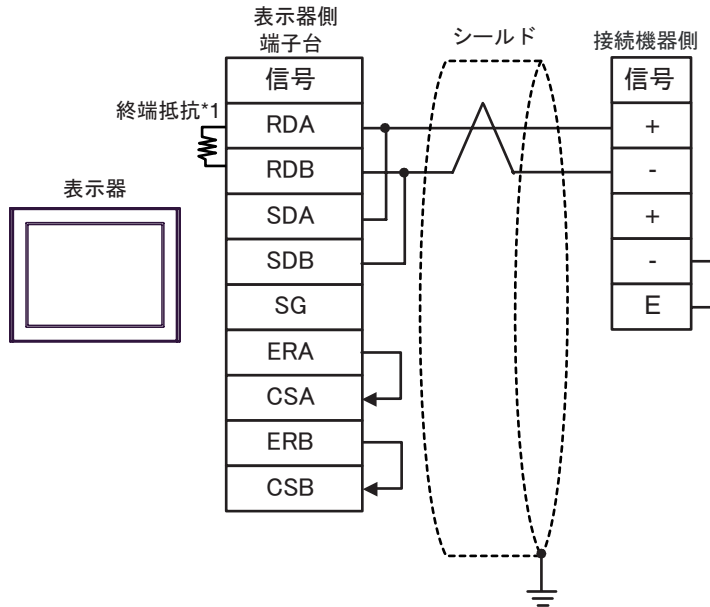 表示器側
端子台
シールド
接続機器側
信号
信号
終端抵抗*1
RDA
+
RDB
-
表示器
SDA
+
SDB
-
SG
E
ERA
CSA
ERB
CSB